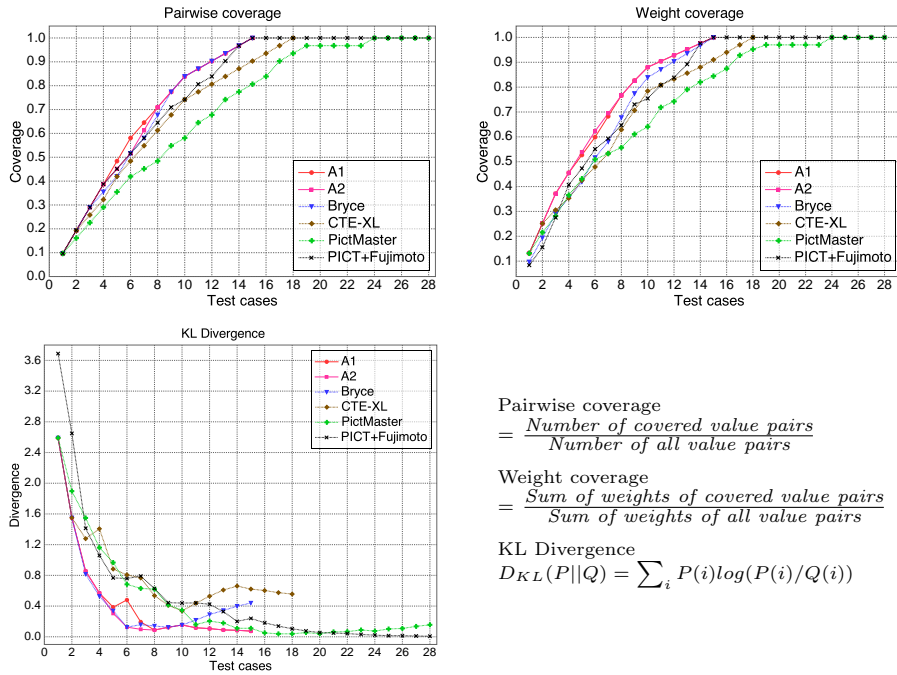 Pairwise coverage
Coverage
1.0
0.9
0.8
0.7
0.6
0.5
0.4
0.3
0.2
0.1
0.0
A1
A2
Bryce
CTE-XL
PictMaster
PICT+Fujimoto
0 2 4 6 8 10 12 14 16 18 20 22 24 26 28
Test cases
Weight coverage
Coverage
1.0
0.9
0.8
0.7
0.6
0.5
0.4
0.3
0.2
0.1
A1
A2
Bryce
CTE-XL
PictMaster
PICT+Fujimoto
0 2 4 6 8 10 12 14 16 18 20 22 24 26 28
Test cases
KL Divergence
Divergence
3.6
3.2
2.8
2.4
2.0
1.6
1.2
0.8
0.4
0.0
A1
A2
Bryce
CTE-XL
PictMaster
PICT+Fujimoto
0 2 4 6 8 10 12 14 16 18 20 22 24 26 28
Test cases
Pairwise coverage
= Number of covered value pairs / Number of all value pairs
Weight coverage
= Sum of weights of covered value pairs / Sum of weights of all value pairs
KL Divergence
D_KL(P||Q) = ∑_i P(i)log(P(i)/Q(i))